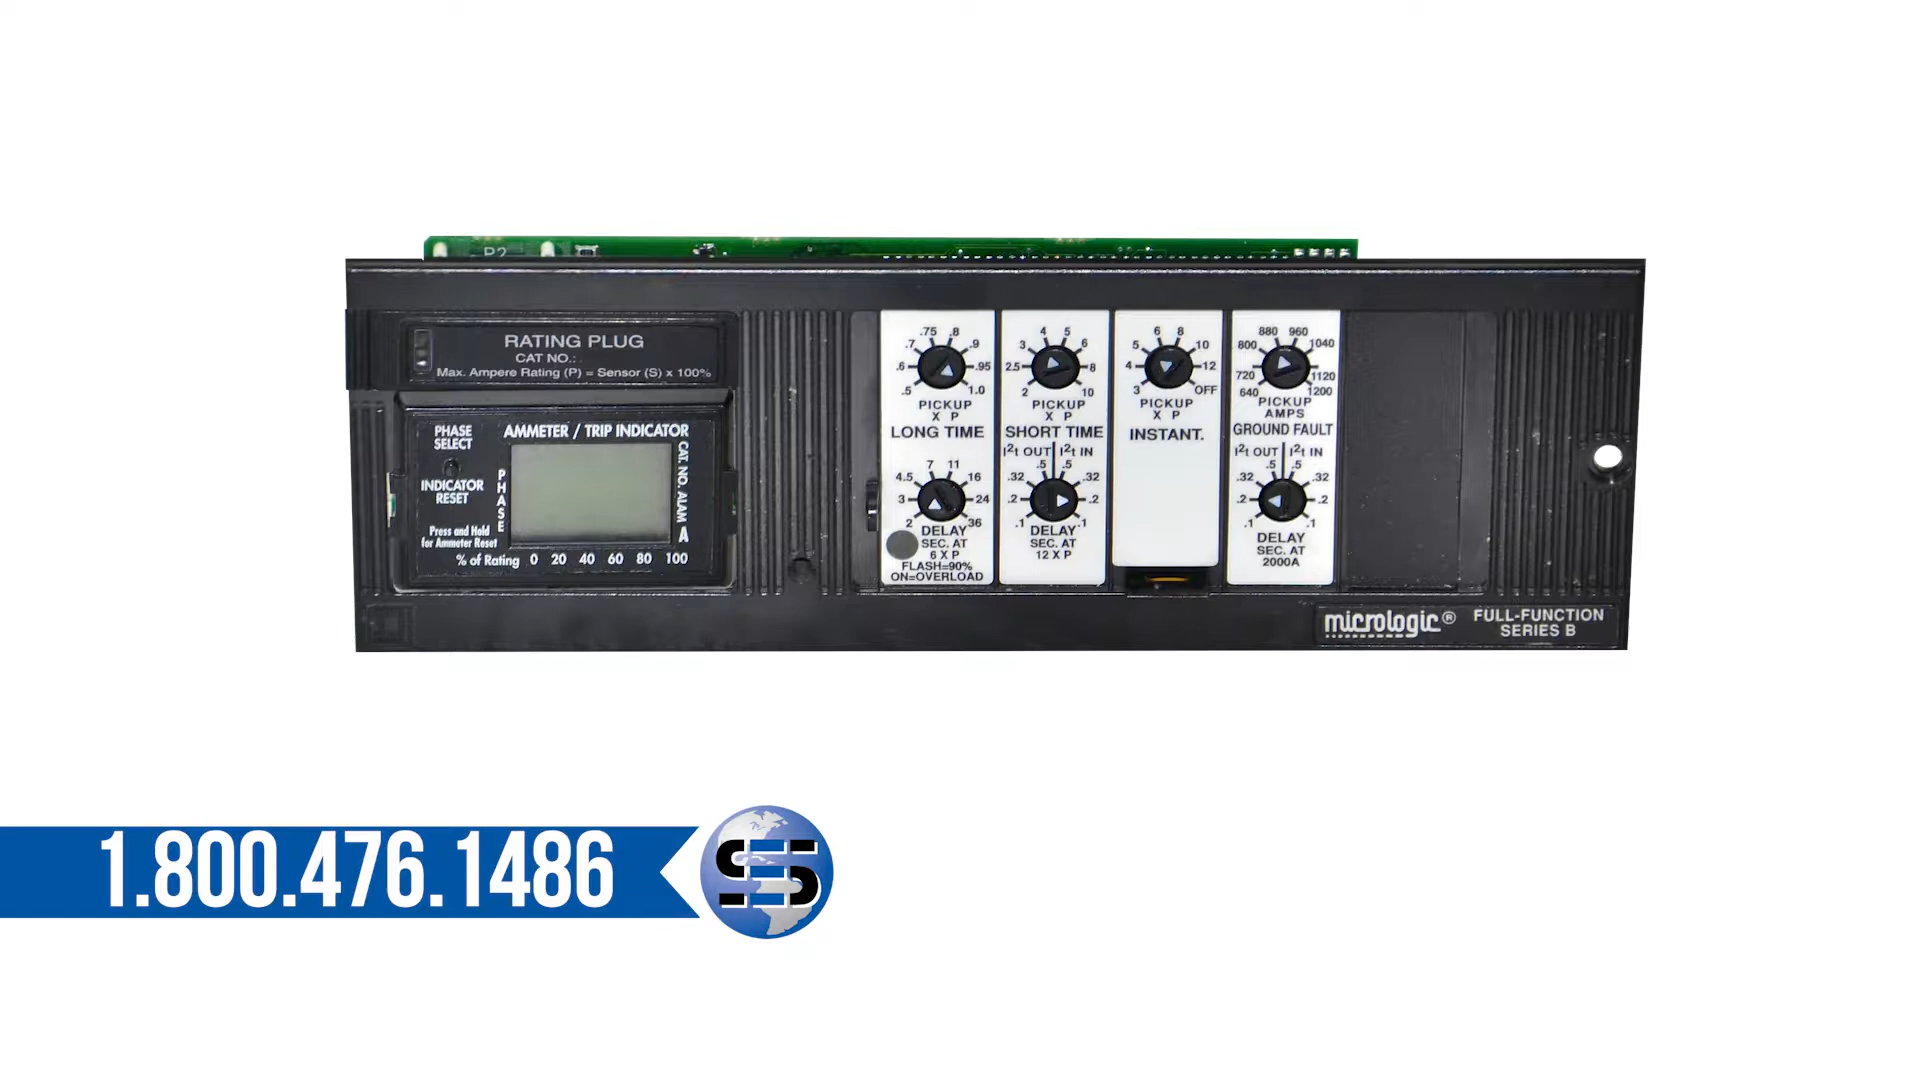 P2
RATING PLUG
CAT NO.:
Max. Ampere Rating (P) = Sensor (S) x 100%
PHASE
SELECT
INDICATOR
RESET
Press and Hold
for Ammeter Reset
AMMETER / TRIP INDICATOR
PHASE
CAT. NO. ALAM
A
% of Rating 0 20 40 60 80 100
.5 .6 .7 .75 .8 .9 .95 1.0
PICKUP
X P
LONG TIME
2 3 4.5 7 11 16 24 36
DELAY
SEC. AT
6 X P
FLASH=90%
ON=OVERLOAD
2 2.5 3 4 5 6 8 10
PICKUP
X P
SHORT TIME
I²t OUT I²t IN
.1 .2 .32 .5 .5 .32 .2 .1
DELAY
SEC. AT
12 X P
3 4 5 6 8 10 12 OFF
PICKUP
X P
INSTANT.
640 720 800 880 960 1040 1120 1200
PICKUP
AMPS
GROUND FAULT
I²t OUT I²t IN
.1 .2 .32 .5 .5 .32 .2 .1
DELAY
SEC. AT
2000A
micrologic® FULL-FUNCTION
SERIES B
1.800.476.1486
SES